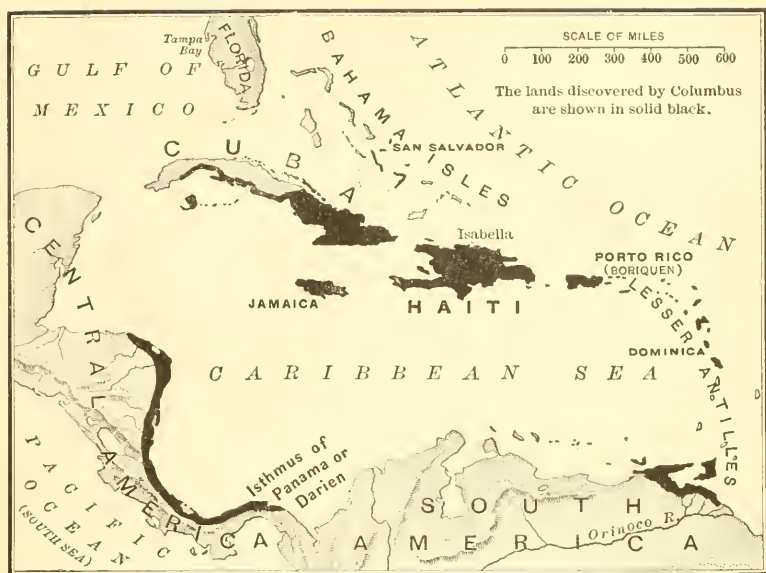 Tampa
Bay
FLORIDA
GULF OF
MEXICO
BAHAMA ISLES
ATLANTIC OCEAN
SCALE OF MILES
0 100 200 300 400 500 600
The lands discovered by Columbus
are shown in solid black.
SAN SALVADOR
CUBA
Isabella
PORTO RICO
(BORIQUEN)
JAMAICA
HAITI
LESSER ANTILLES
DOMINICA
CENTRAL AMERICA
CARIBBEAN SEA
PACIFIC
OCEAN
(SOUTH SEA)
Isthmus of
Panama or
Darien
SOUTH
AMERICA
Orinoco R.